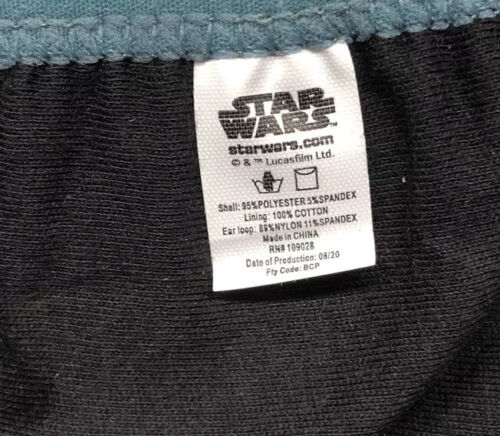 STAR
WARS™
starwars.com
© & ™ Lucasfilm Ltd.
Shell: 95%POLYESTER 5%SPANDEX
Lining: 100% COTTON
Ear loop: 89%NYLON 11%SPANDEX
Made in CHINA
RN# 109028
Date of Production: 08/20
Fty Code: BCP